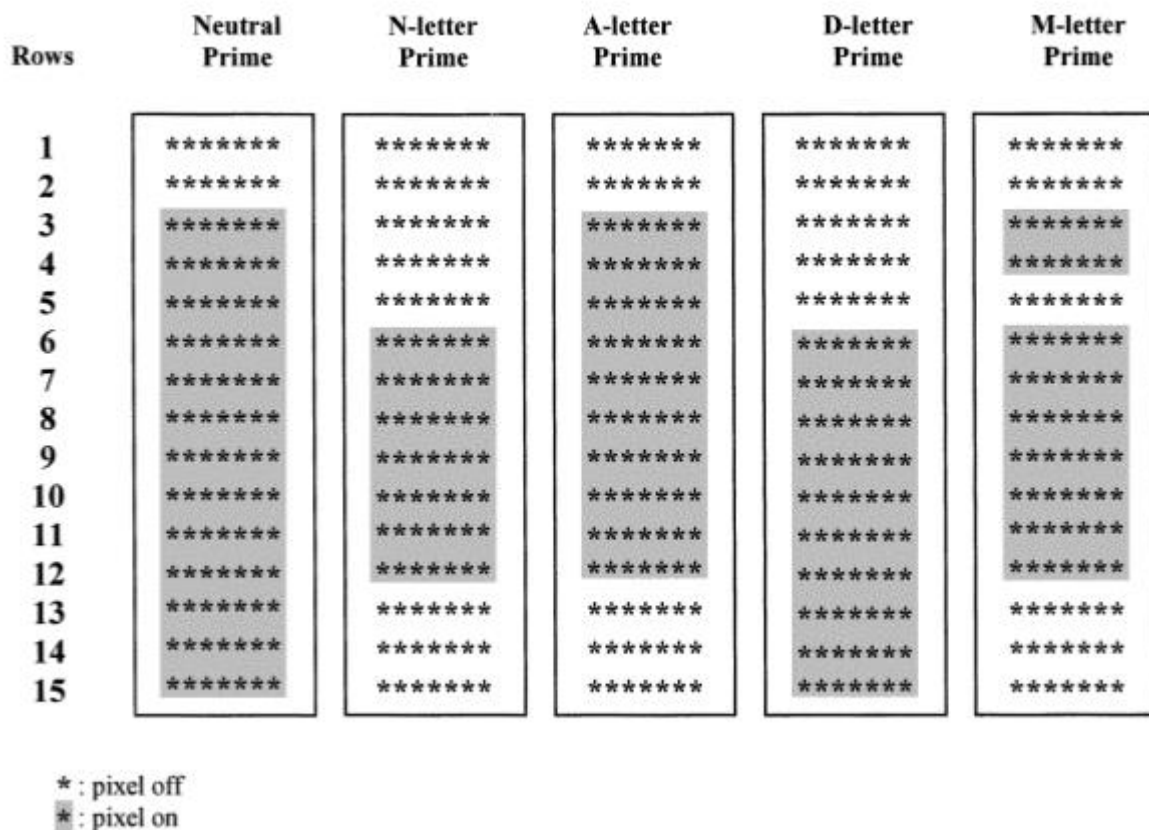 Rows Neutral Prime N-letter Prime A-letter Prime D-letter Prime M-letter Prime
1 ******* ******* ******* ******* *******
2 ******* ******* ******* ******* *******
3 ******* ******* ******* ******* *******
4 ******* ******* ******* ******* *******
5 ******* ******* ******* ******* *******
6 ******* ******* ******* ******* *******
7 ******* ******* ******* ******* *******
8 ******* ******* ******* ******* *******
9 ******* ******* ******* ******* *******
10 ******* ******* ******* ******* *******
11 ******* ******* ******* ******* *******
12 ******* ******* ******* ******* *******
13 ******* ******* ******* ******* *******
14 ******* ******* ******* ******* *******
15 ******* ******* ******* ******* *******
* : pixel off
* : pixel on